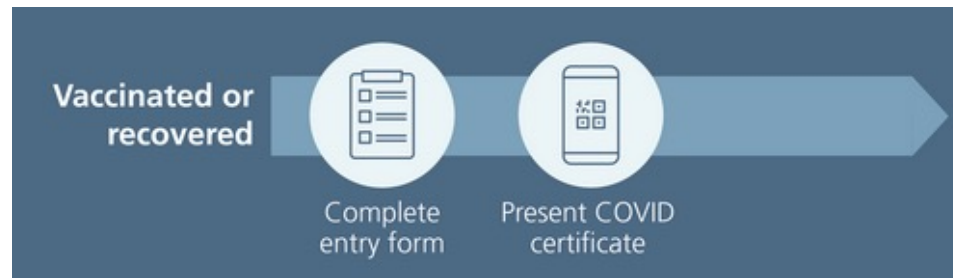 Vaccinated or
recovered
Complete
entry form
Present COVID
certificate